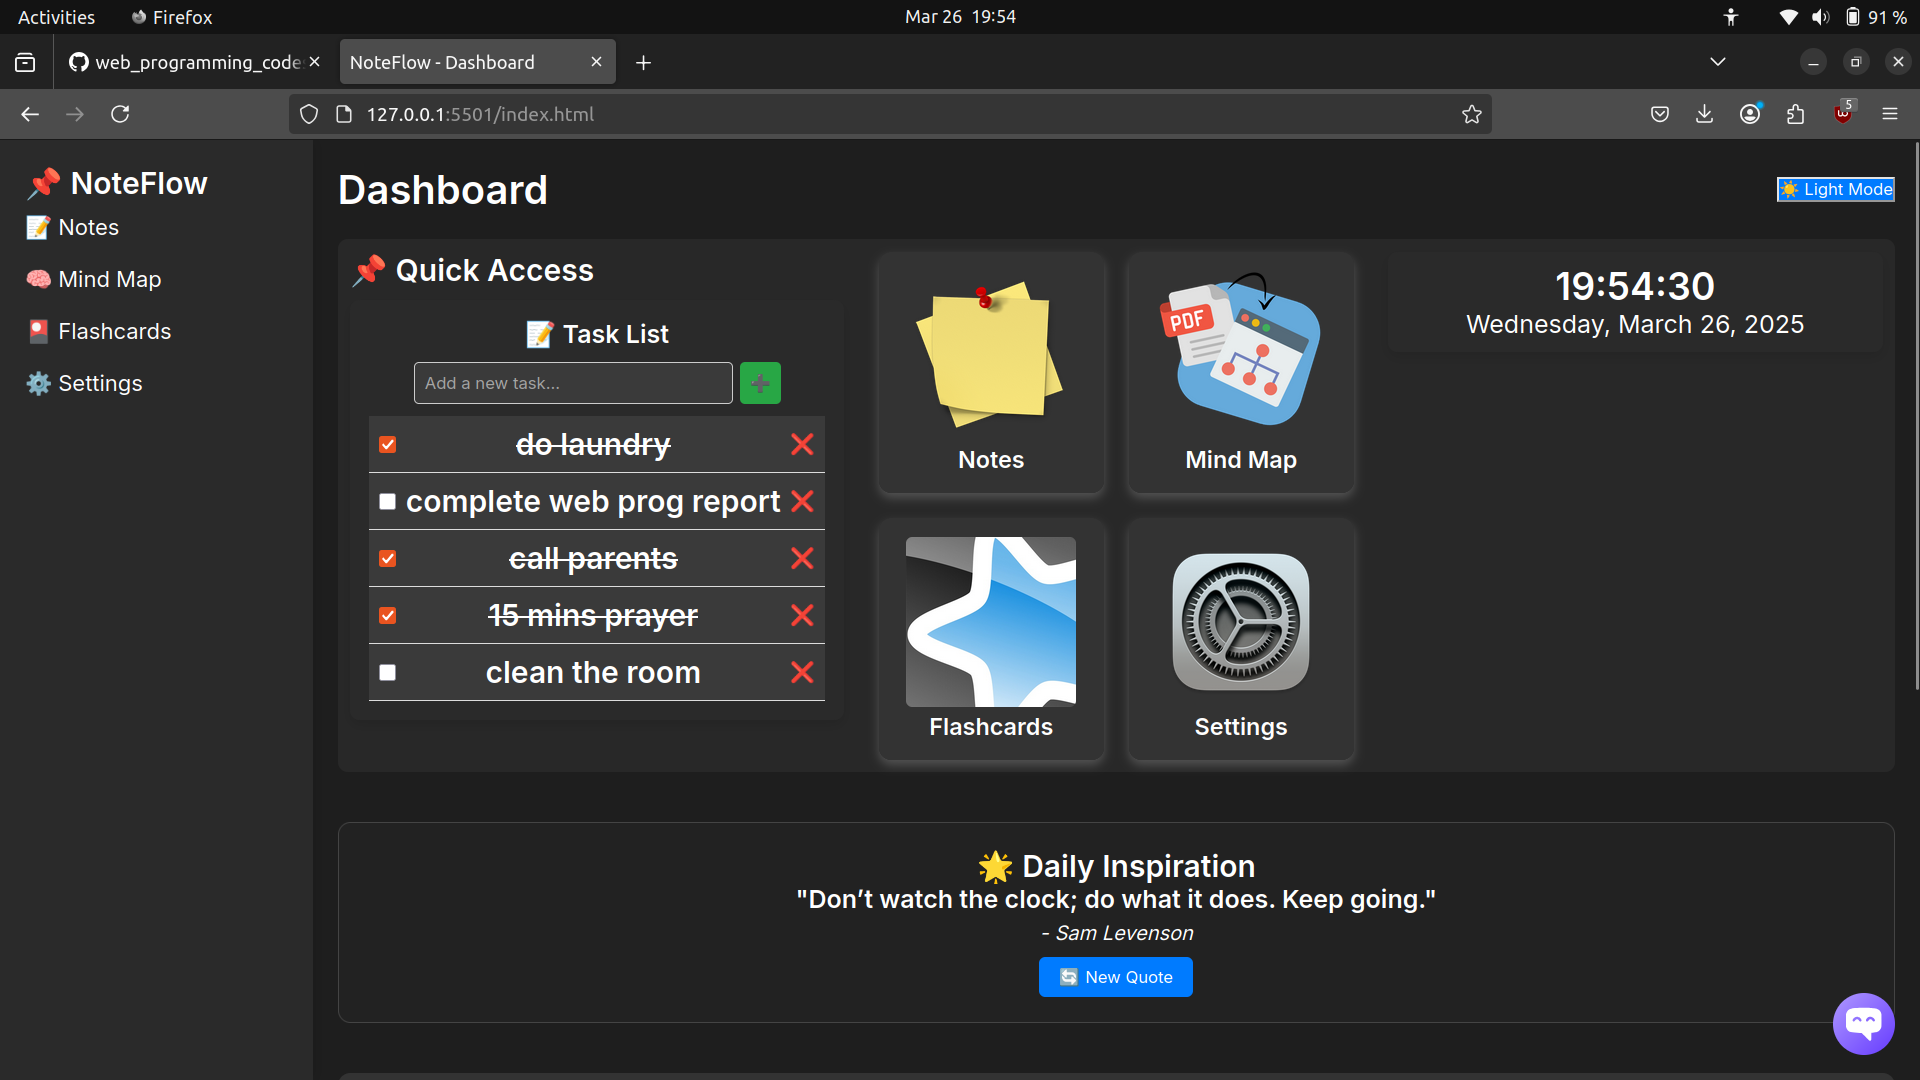 Activities
Firefox
Mar 26 19:54
91 %
web_programming_code
NoteFlow - Dashboard
127.0.0.1:5501/index.html
5
📌 NoteFlow
📝 Notes
🧠 Mind Map
🎴 Flashcards
⚙️ Settings
Dashboard
☀️ Light Mode
📌 Quick Access
📝 Task List
Add a new task...
➕
do laundry ❌
complete web prog report ❌
call parents ❌
15 mins prayer ❌
clean the room ❌
Notes
PDF
Mind Map
Flashcards
Settings
19:54:30
Wednesday, March 26, 2025
🌟 Daily Inspiration
"Don’t watch the clock; do what it does. Keep going."
- Sam Levenson
🔄 New Quote